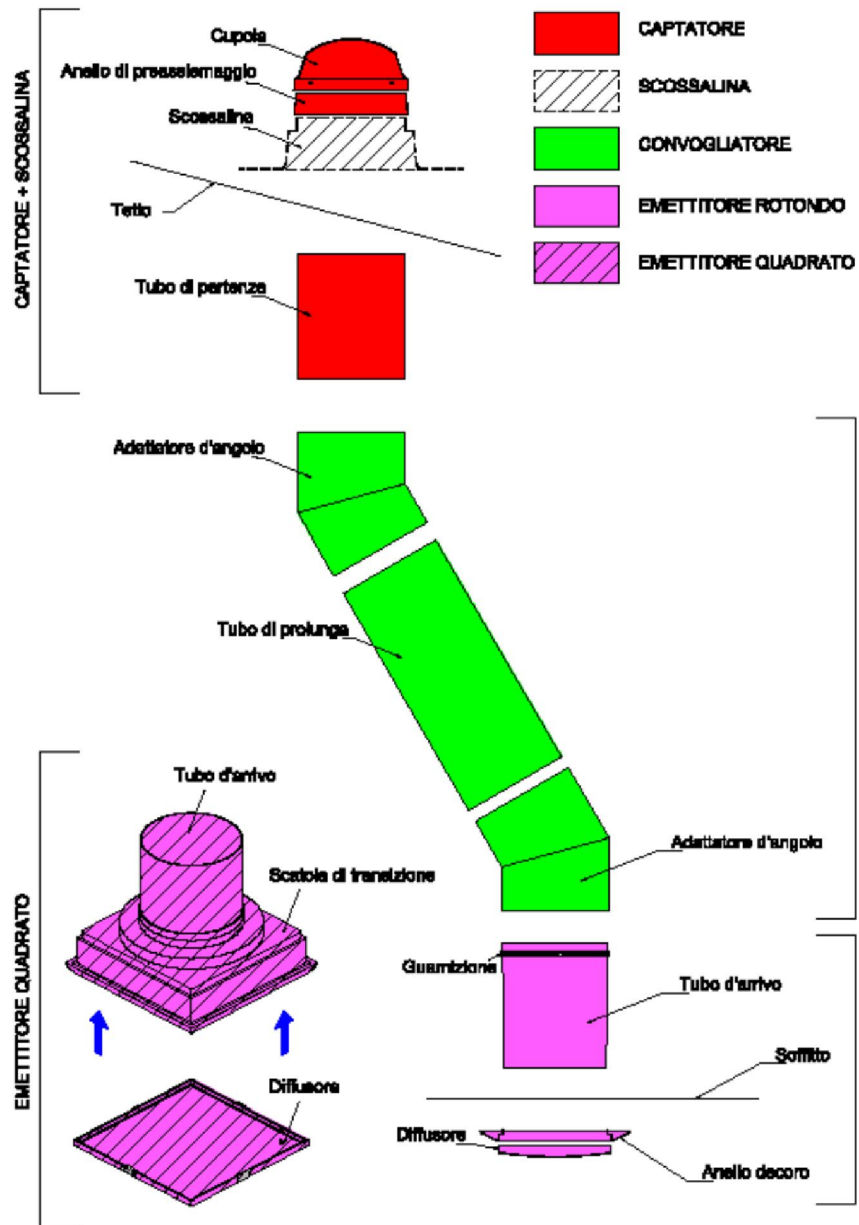 Cupola
Anello di preassiemaggio
Scossalina
Tetto
Tubo di partenza
CAPTATORE + SCOSSALINA
CAPTATORE
SCOSSALINA
CONVOGLIATORE
EMETTITORE ROTONDO
EMETTITORE QUADRATO
Adattatore d'angolo
Tubo di prolunga
Adattatore d'angolo
EMETTITORE QUADRATO
Tubo d'arrivo
Scatola di transizione
Diffusore
Guarnizione
Tubo d'arrivo
Soffitto
Diffusore
Anello decoro